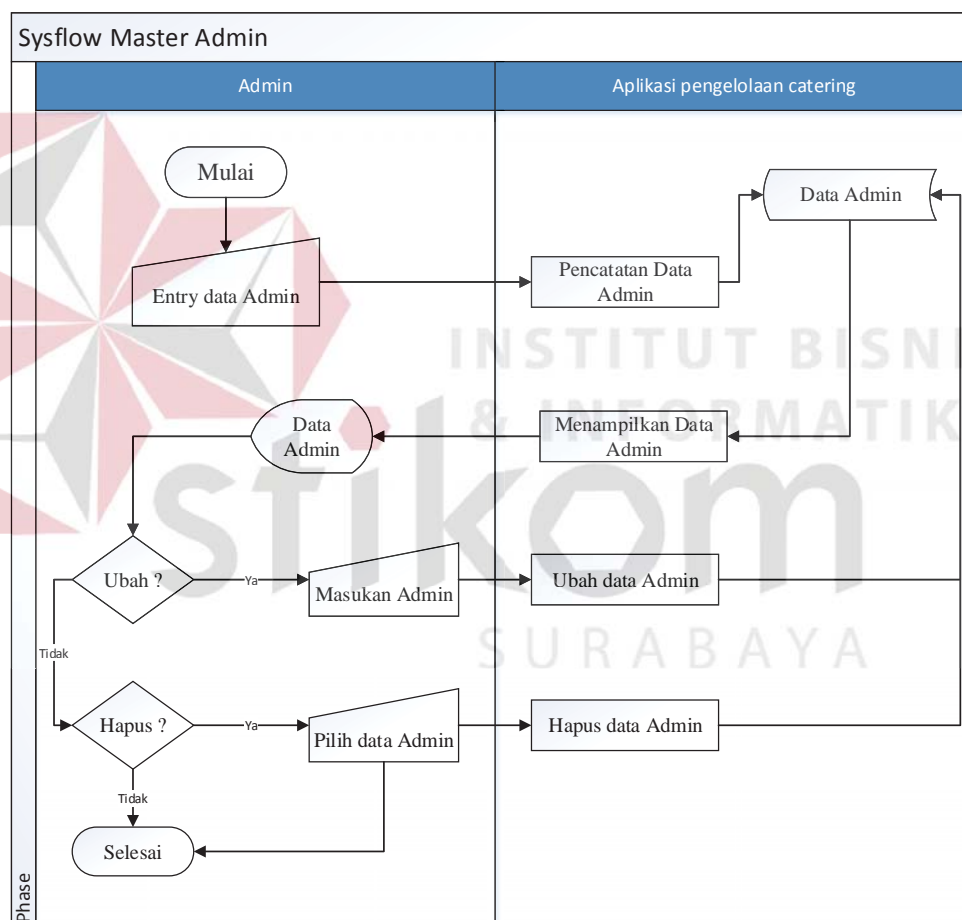 Sysflow Master Admin
Admin
Aplikasi pengelolaan catering
Mulai
Data Admin
Entry data Admin
Pencatatan Data
Admin
INSTITUT BISNI
& INFORMATIK
Data
Admin
Menampilkan Data
Admin
stikom
Ubah ?
Ya
Masukan Admin
Ubah data Admin
SURABAYA
Tidak
Hapus ?
Ya
Pilih data Admin
Hapus data Admin
Tidak
Selesai
Phase